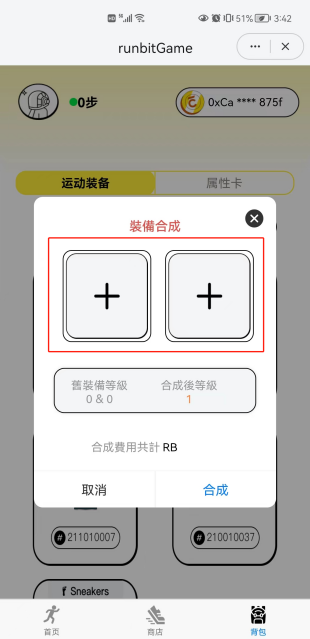 HD 5G 51% 3:42
runbitGame
0步
0xCa **** 875f
运动装备 属性卡
裝備合成
舊裝備等級 合成後等級
0 & 0 1
合成費用共計 RB
取消 合成
# 211010007 # 210010037
Sneakers
首页 商店 背包